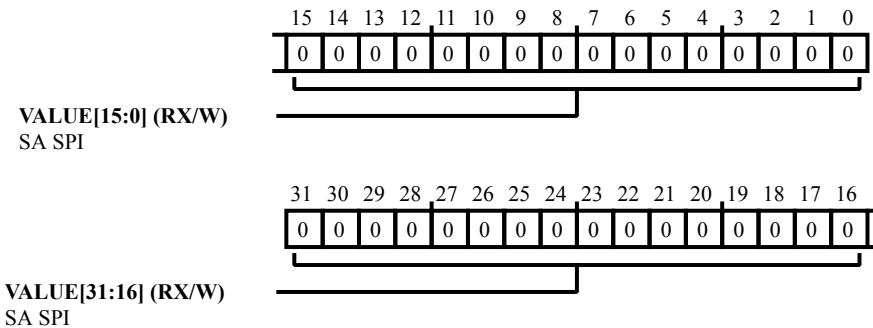 15 14 13 12 11 10 9 8 7 6 5 4 3 2 1 0
0 0 0 0 0 0 0 0 0 0 0 0 0 0 0 0
VALUE[15:0] (RX/W)
SA SPI
31 30 29 28 27 26 25 24 23 22 21 20 19 18 17 16
0 0 0 0 0 0 0 0 0 0 0 0 0 0 0 0
VALUE[31:16] (RX/W)
SA SPI